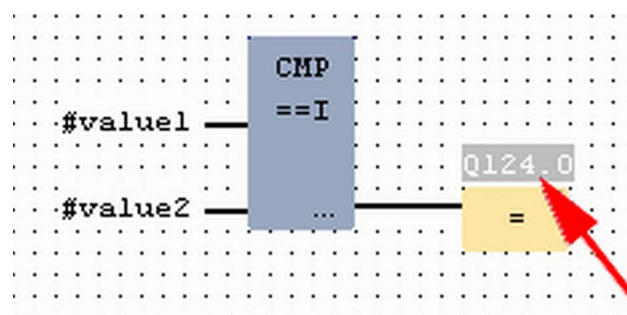 CMP
==I
#value1
Q124.0
#value2
...
=